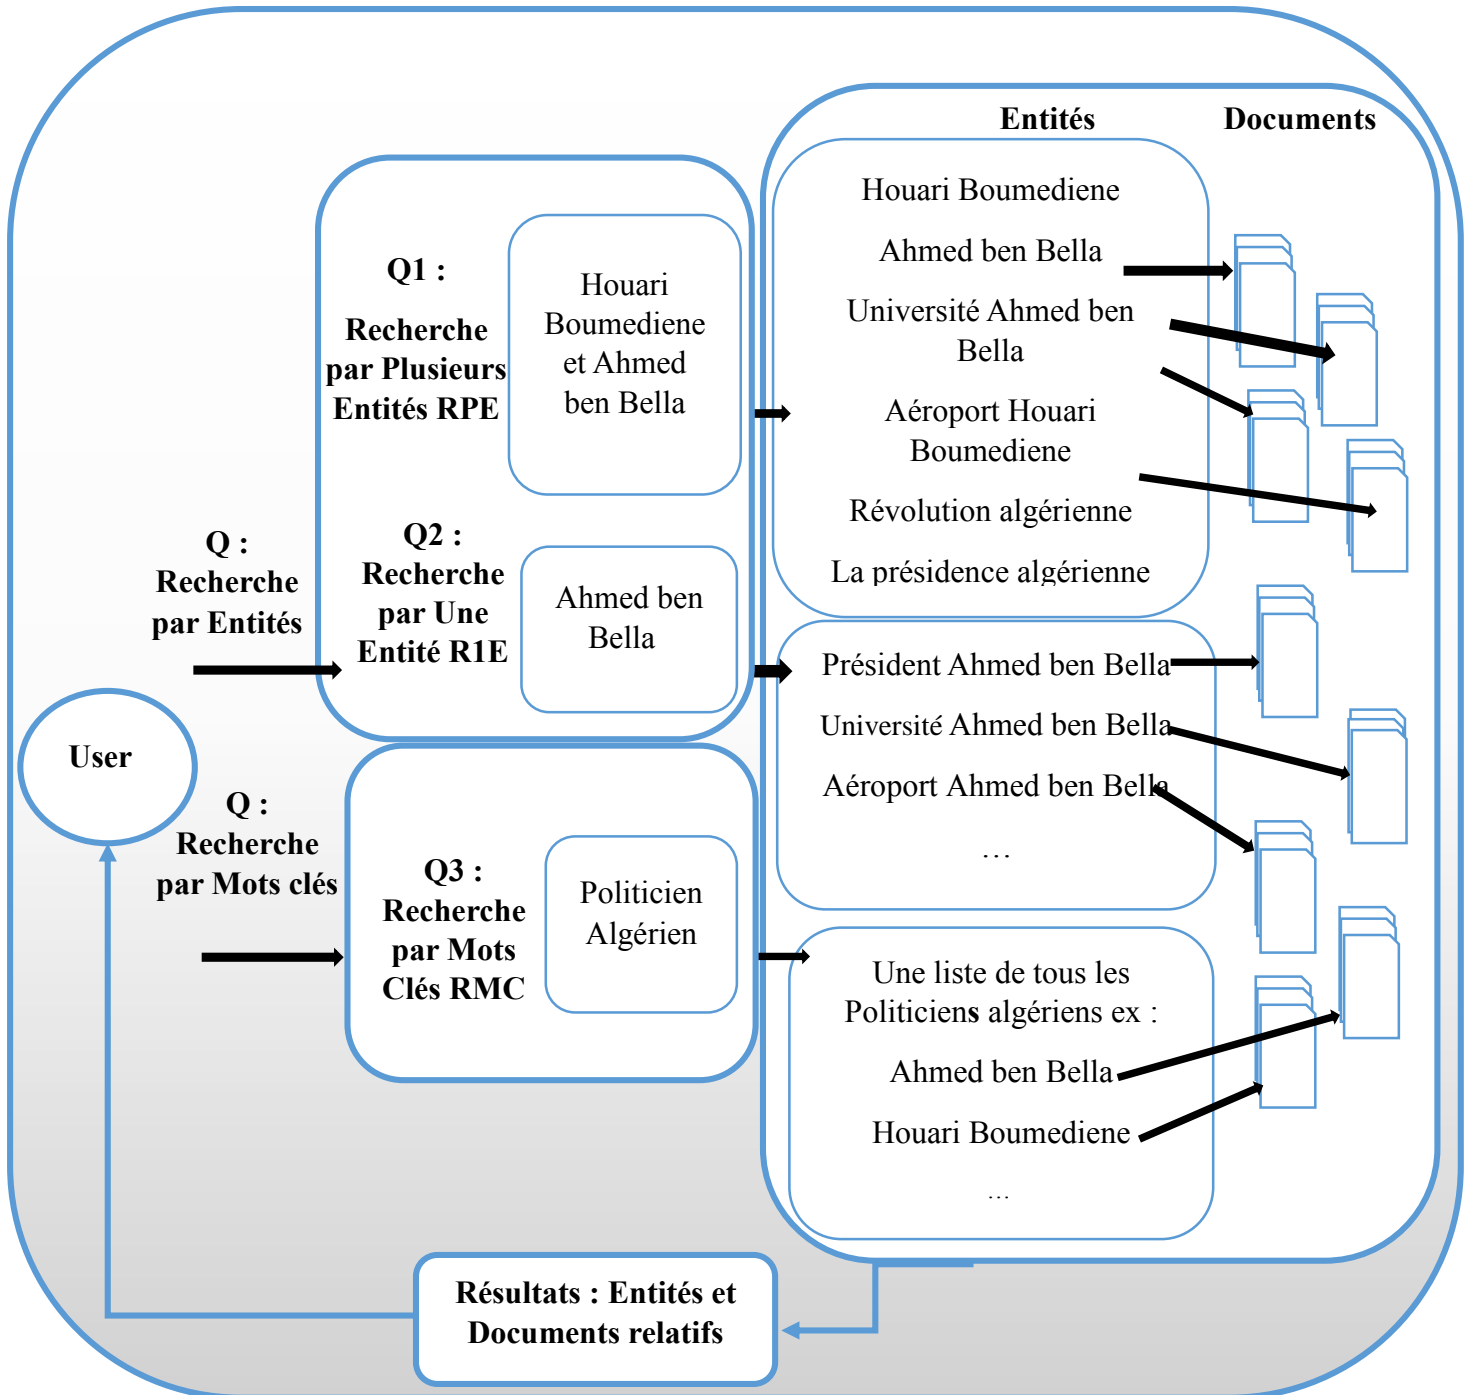 Entités
Documents
Q1 :
Recherche
par Plusieurs
Entités RPE
Houari
Boumediene
et Ahmed
ben Bella
Houari Boumediene
Ahmed ben Bella
Université Ahmed ben
Bella
Aéroport Houari
Boumediene
Révolution algérienne
La présidence algérienne
Q :
Recherche
par Entités
Q2 :
Recherche
par Une
Entité R1E
Ahmed ben
Bella
Président Ahmed ben Bella
Université Ahmed ben Bella
Aéroport Ahmed ben Bella
...
User
Q :
Recherche
par Mots clés
Q3 :
Recherche
par Mots
Clés RMC
Politicien
Algérien
Une liste de tous les
Politiciens algériens ex :
Ahmed ben Bella
Houari Boumediene
...
Résultats : Entités et
Documents relatifs